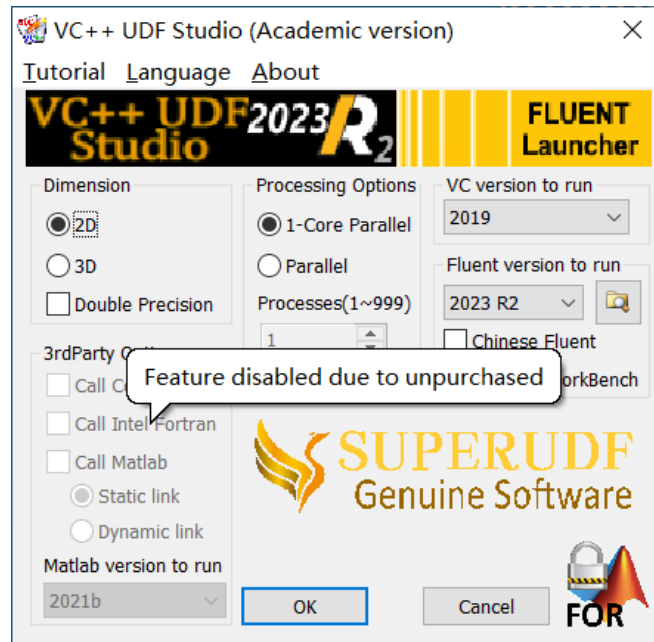 VC++ UDF Studio (Academic version)
Tutorial Language About
VC++ UDF Studio 2023 R2
FLUENT Launcher
Dimension
2D
3D
Double Precision
Processing Options
1-Core Parallel
Parallel
Processes(1~999)
1
VC version to run
2019
Fluent version to run
2023 R2
Chinese Fluent
3rdParty
Feature disabled due to unpurchased
Call
Call Intel Fortran
Call Matlab
Static link
Dynamic link
Matlab version to run
2021b
SUPERUDF
Genuine Software
OK
Cancel
FOR